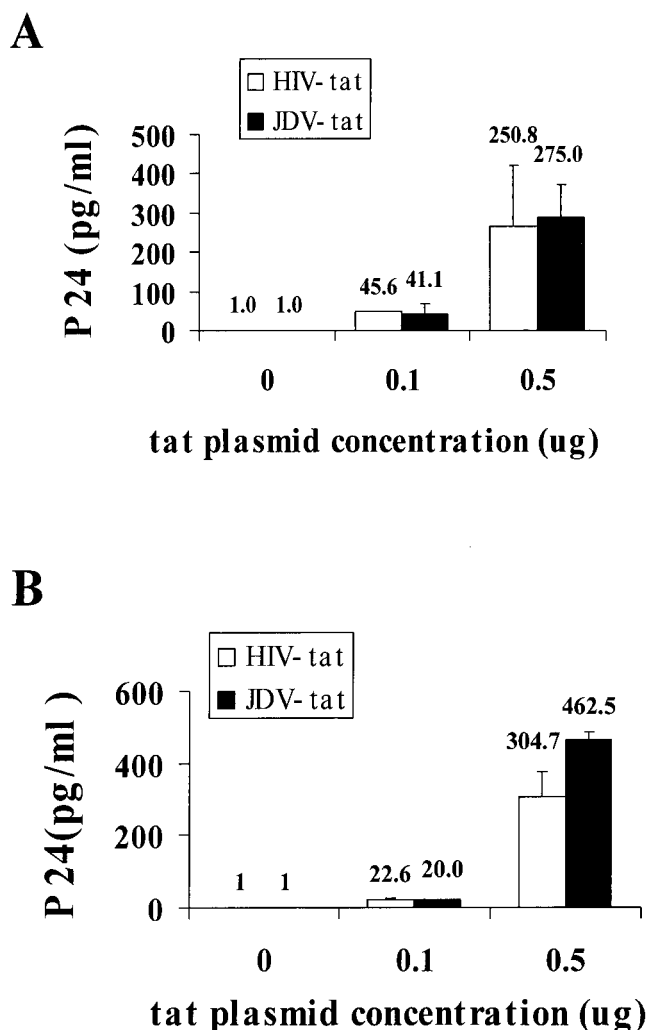 A
HIV- tat
JDV- tat
P 24 (pg/ml)
500
400
300
200
100
0
1.0 1.0
45.6 41.1
250.8
275.0
0 0.1 0.5
tat plasmid concentration (ug)
B
HIV- tat
JDV- tat
P 24(pg/ml)
600
400
200
0
1 1
22.6 20.0
304.7
462.5
0 0.1 0.5
tat plasmid concentration (ug)